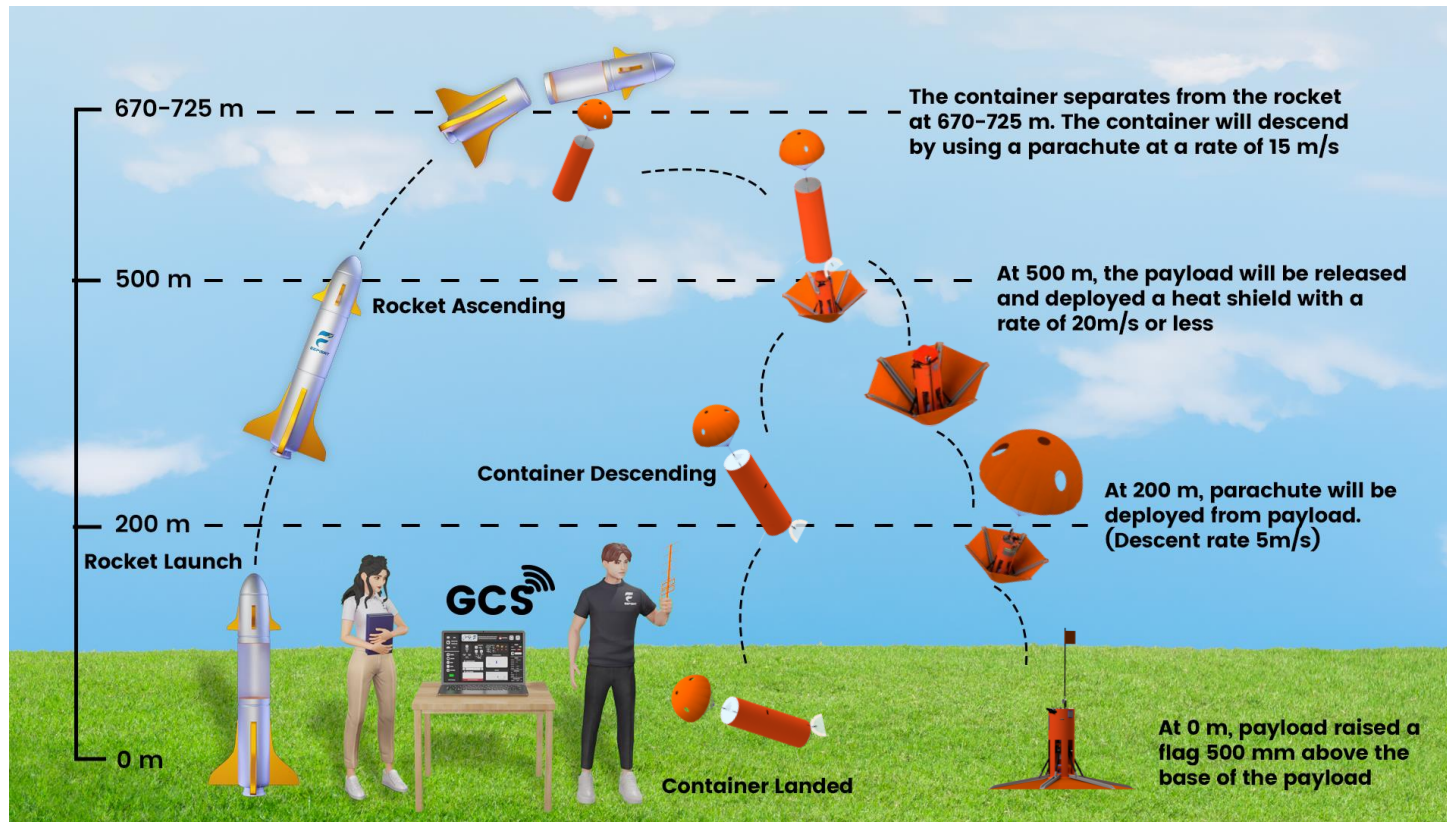 670-725 m
The container separates from the rocket
at 670-725 m. The container will descend
by using a parachute at a rate of 15 m/s
500 m
At 500 m, the payload will be released
and deployed a heat shield with a
rate of 20m/s or less
Rocket Ascending
Container Descending
200 m
At 200 m, parachute will be
deployed from payload.
(Descent rate 5m/s)
Rocket Launch
GCS
0 m
At 0 m, payload raised a
flag 500 mm above the
base of the payload
Container Landed